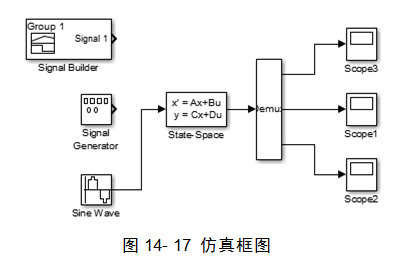 Group 1
Signal 1
Signal Builder
Signal
Generator
Sine Wave
x' = Ax+Bu
y = Cx+Du
State-Space
Demux
Scope3
Scope1
Scope2
图 14- 17 仿真框图